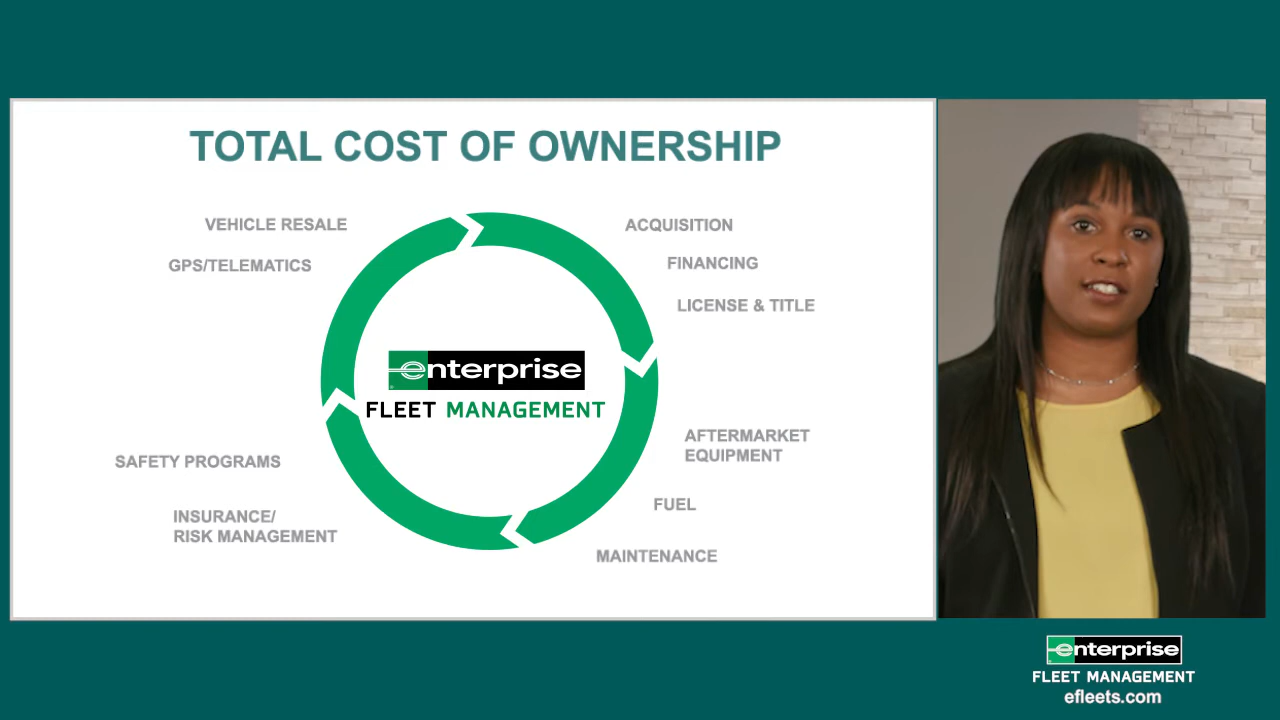 TOTAL COST OF OWNERSHIP
VEHICLE RESALE
GPS/TELEMATICS
ACQUISITION
FINANCING
LICENSE & TITLE
enterprise
FLEET MANAGEMENT
AFTERMARKET
EQUIPMENT
FUEL
MAINTENANCE
SAFETY PROGRAMS
INSURANCE/
RISK MANAGEMENT
enterprise
FLEET MANAGEMENT
efleets.com